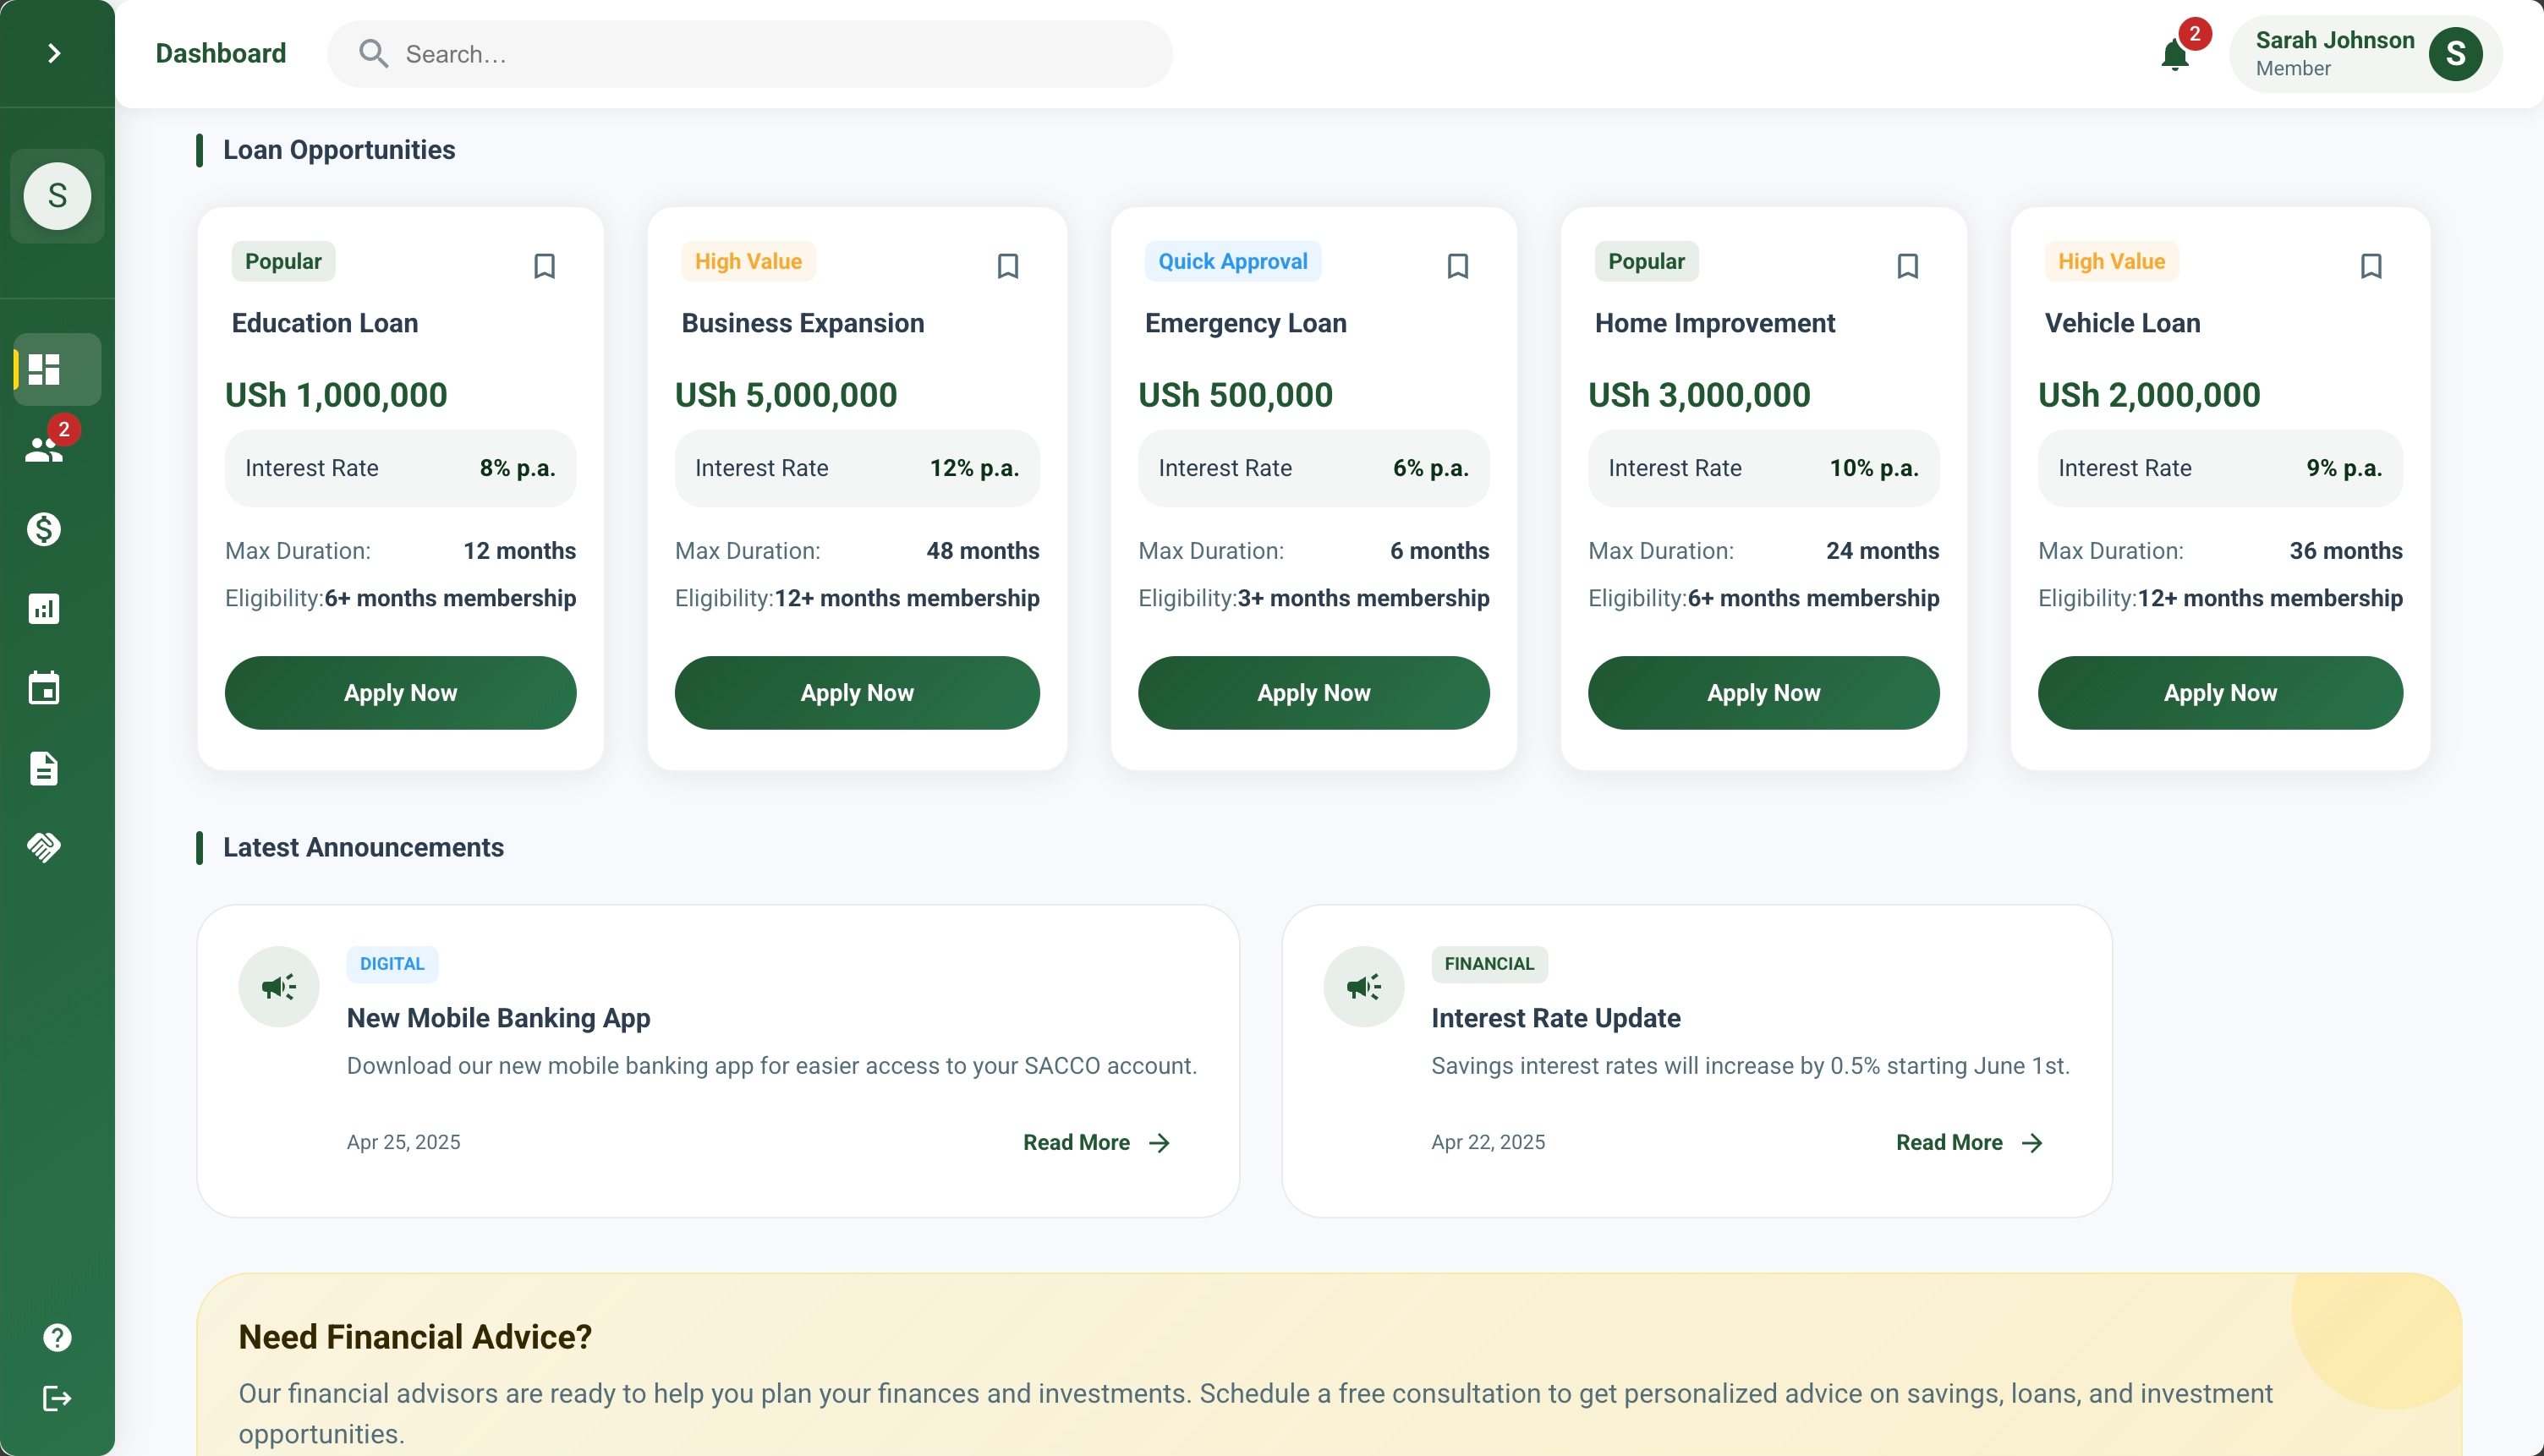 Dashboard
Search...
2
Sarah Johnson
Member
S
S
2
Loan Opportunities
Popular
Education Loan
USh 1,000,000
Interest Rate 8% p.a.
Max Duration: 12 months
Eligibility:6+ months membership
Apply Now
High Value
Business Expansion
USh 5,000,000
Interest Rate 12% p.a.
Max Duration: 48 months
Eligibility:12+ months membership
Apply Now
Quick Approval
Emergency Loan
USh 500,000
Interest Rate 6% p.a.
Max Duration: 6 months
Eligibility:3+ months membership
Apply Now
Popular
Home Improvement
USh 3,000,000
Interest Rate 10% p.a.
Max Duration: 24 months
Eligibility:6+ months membership
Apply Now
High Value
Vehicle Loan
USh 2,000,000
Interest Rate 9% p.a.
Max Duration: 36 months
Eligibility:12+ months membership
Apply Now
Latest Announcements
DIGITAL
New Mobile Banking App
Download our new mobile banking app for easier access to your SACCO account.
Apr 25, 2025 Read More
FINANCIAL
Interest Rate Update
Savings interest rates will increase by 0.5% starting June 1st.
Apr 22, 2025 Read More
Need Financial Advice?
Our financial advisors are ready to help you plan your finances and investments. Schedule a free consultation to get personalized advice on savings, loans, and investment
opportunities.